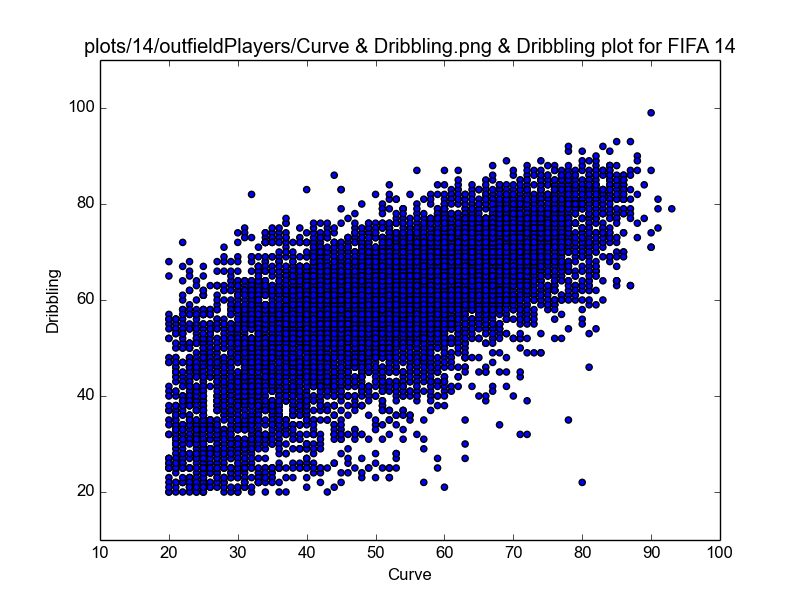 plots/14/outfieldPlayers/Curve & Dribbling.png & Dribbling plot for FIFA 14
100
80
60
40
20
Dribbling
10 20 30 40 50 60 70 80 90 100
Curve